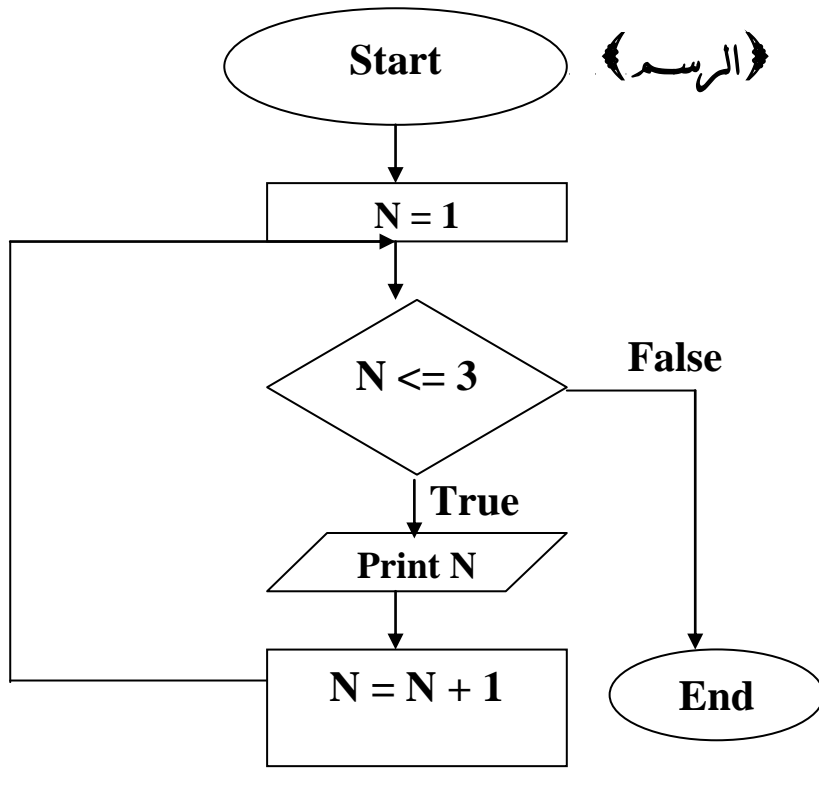 Start
﴿الرسم﴾
N = 1
N <= 3
False
True
Print N
N = N + 1
End